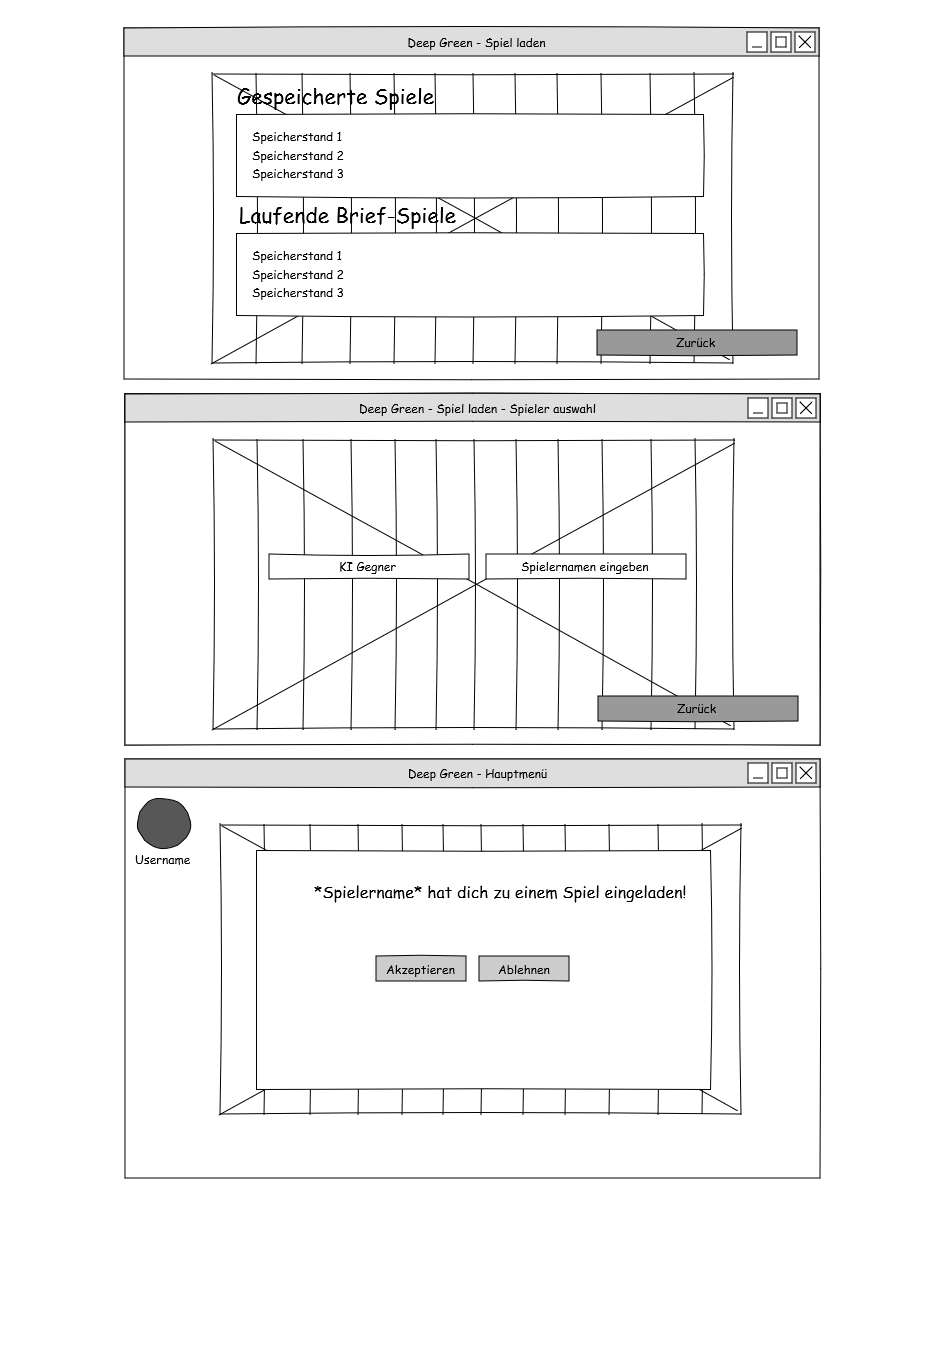 Deep Green - Spiel laden
Gespeicherte Spiele
Speicherstand 1
Speicherstand 2
Speicherstand 3
Laufende Brief-Spiele
Speicherstand 1
Speicherstand 2
Speicherstand 3
Zurück
Deep Green - Spiel laden - Spieler auswahl
KI Gegner
Spielernamen eingeben
Zurück
Deep Green - Hauptmenü
Username
*Spielername* hat dich zu einem Spiel eingeladen!
Akzeptieren
Ablehnen